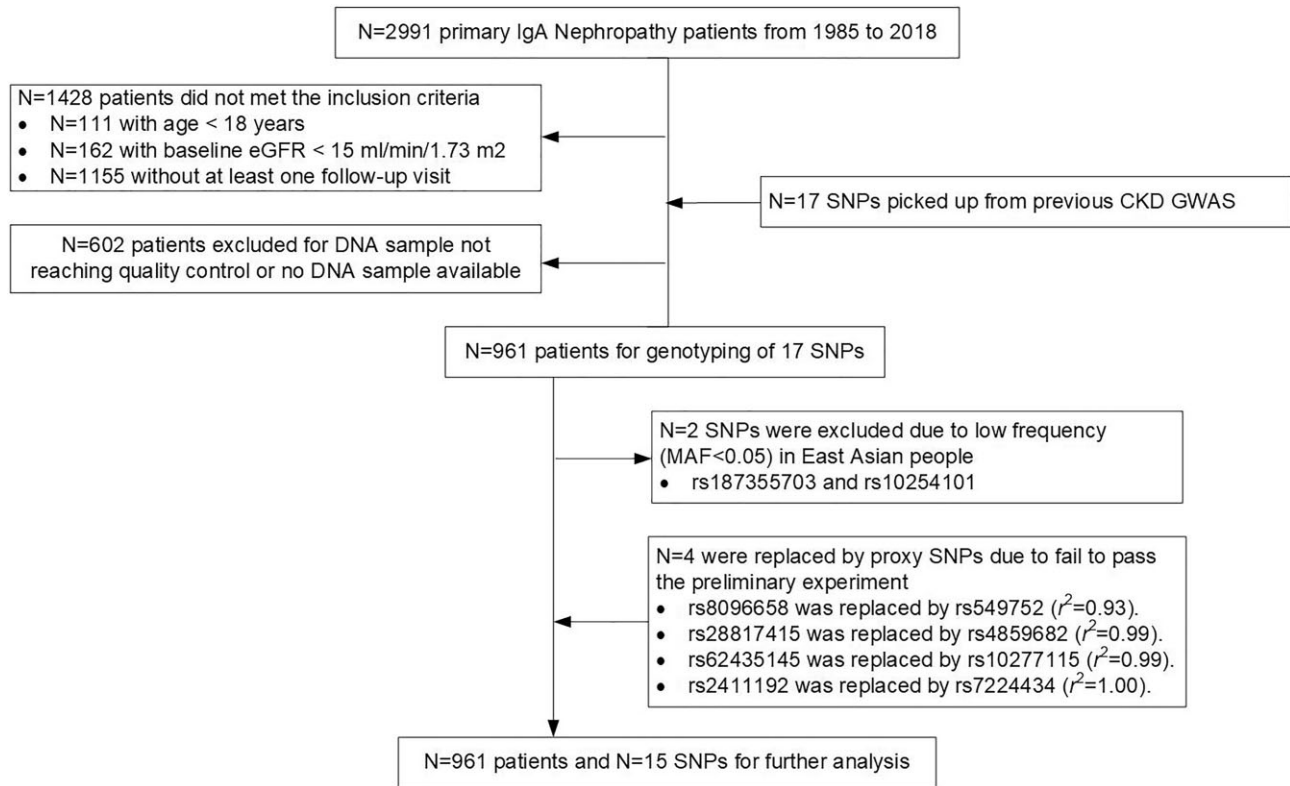 N=2991 primary IgA Nephropathy patients from 1985 to 2018
N=1428 patients did not met the inclusion criteria
• N=111 with age < 18 years
• N=162 with baseline eGFR < 15 ml/min/1.73 m2
• N=1155 without at least one follow-up visit
N=17 SNPs picked up from previous CKD GWAS
N=602 patients excluded for DNA sample not
reaching quality control or no DNA sample available
N=961 patients for genotyping of 17 SNPs
N=2 SNPs were excluded due to low frequency
(MAF<0.05) in East Asian people
• rs187355703 and rs10254101
N=4 were replaced by proxy SNPs due to fail to pass
the preliminary experiment
• rs8096658 was replaced by rs549752 (r²=0.93).
• rs28817415 was replaced by rs4859682 (r²=0.99).
• rs62435145 was replaced by rs10277115 (r²=0.99).
• rs2411192 was replaced by rs7224434 (r²=1.00).
N=961 patients and N=15 SNPs for further analysis